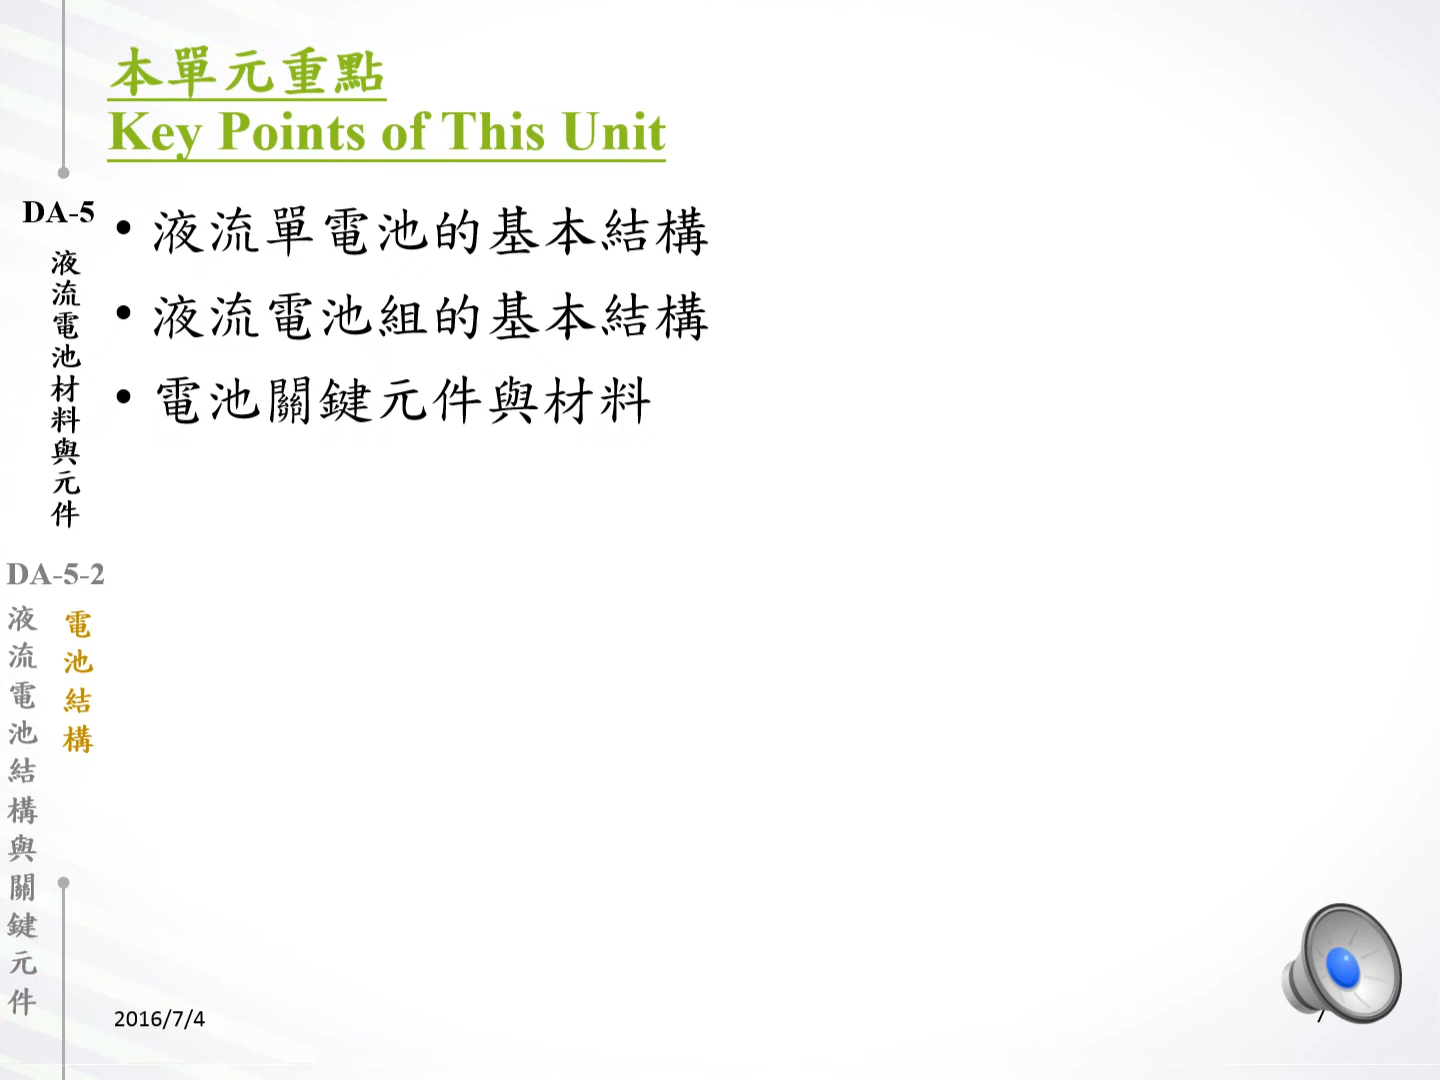 本單元重點
Key Points of This Unit
DA-5
液流電池材料與元件
• 液流單電池的基本結構
• 液流電池組的基本結構
• 電池關鍵元件與材料
DA-5-2
液流電池結構與關鍵元件
電池結構
2016/7/4